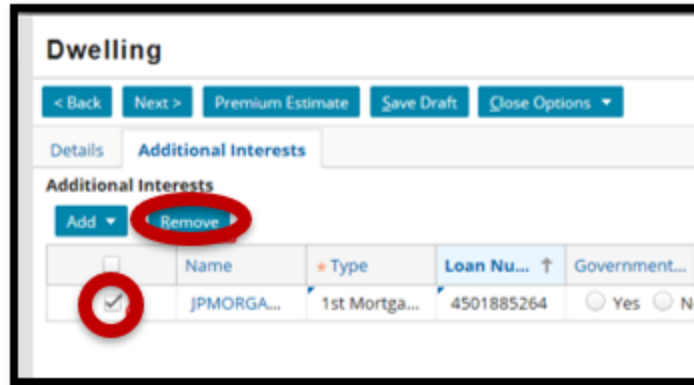 Dwelling
< Back Next > Premium Estimate Save Draft Close Options
Details Additional Interests
Additional Interests
Add Remove
Name * Type Loan Nu... ↑ Government...
JPMORGA... 1st Mortga... 4501885264 Yes